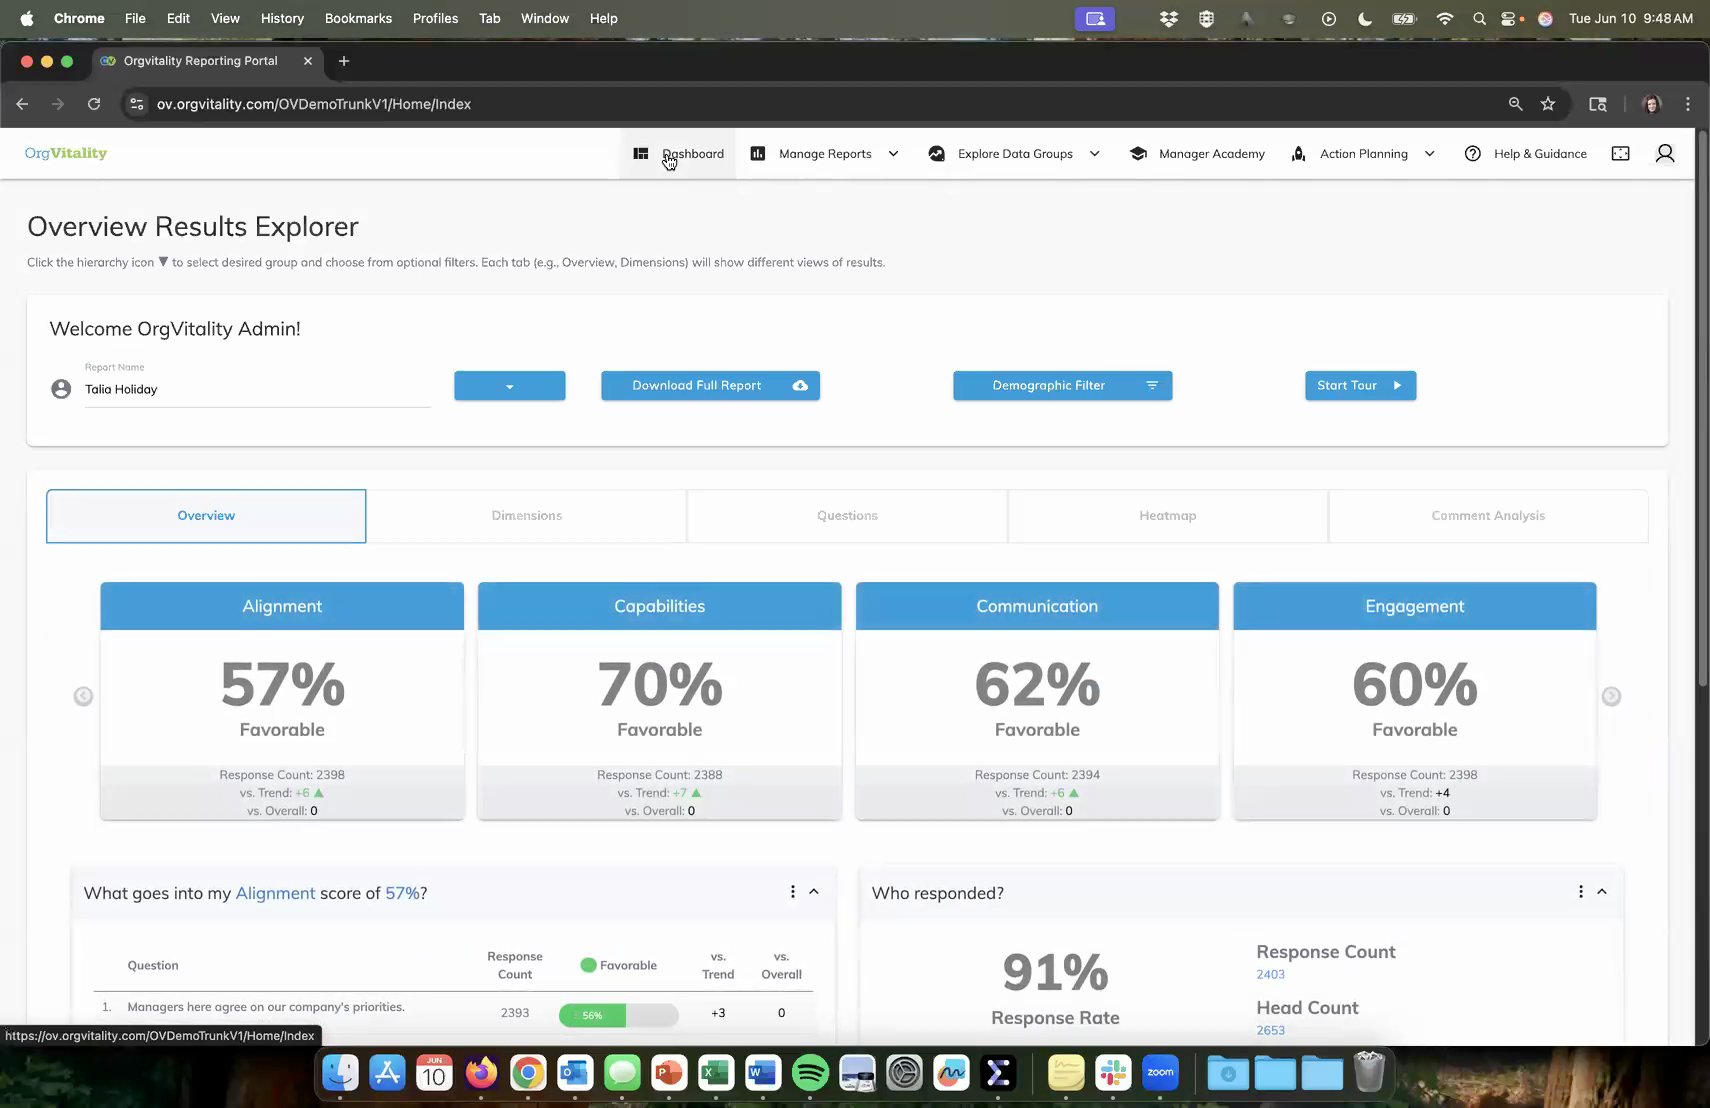 Chrome File Edit View History Bookmarks Profiles Tab Window Help Tue Jun 10 9:48 AM
Orgvitality Reporting Portal
ov.orgvitality.com/OVDemoTrunkV1/Home/Index
OrgVitality Dashboard Manage Reports Explore Data Groups Manager Academy Action Planning Help & Guidance
Overview Results Explorer
Click the hierarchy icon ▼ to select desired group and choose from optional filters. Each tab (e.g., Overview, Dimensions) will show different views of results.
Welcome OrgVitality Admin!
Report Name
Talia Holiday
Download Full Report
Demographic Filter
Start Tour
Overview Dimensions Questions Heatmap Comment Analysis
Alignment
57%
Favorable
Response Count: 2398
vs. Trend: +6 ▲
vs. Overall: 0
Capabilities
70%
Favorable
Response Count: 2388
vs. Trend: +7 ▲
vs. Overall: 0
Communication
62%
Favorable
Response Count: 2394
vs. Trend: +6 ▲
vs. Overall: 0
Engagement
60%
Favorable
Response Count: 2398
vs. Trend: +4
vs. Overall: 0
What goes into my Alignment score of 57%?
Question Response Count Favorable vs. Trend vs. Overall
1. Managers here agree on our company's priorities. 2393 56% +3 0
Who responded?
91%
Response Rate
Response Count
2403
Head Count
2653
https://ov.orgvitality.com/OVDemoTrunkV1/Home/Index
JUN
10
zoom